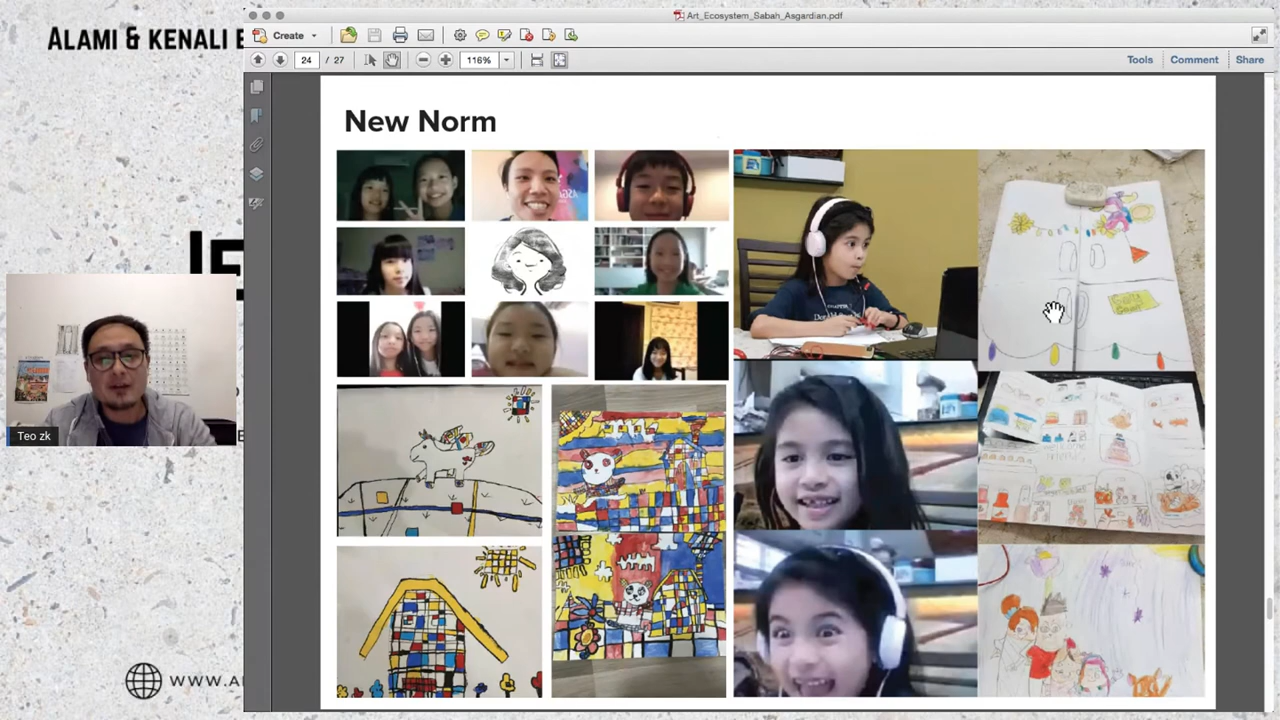 ALAMI & KENALI
Art_Ecosystem_Sabah_Asgardian.pdf
Create
24 / 27
116%
Tools
Comment
Share
New Norm
Teo zk
WWW.A